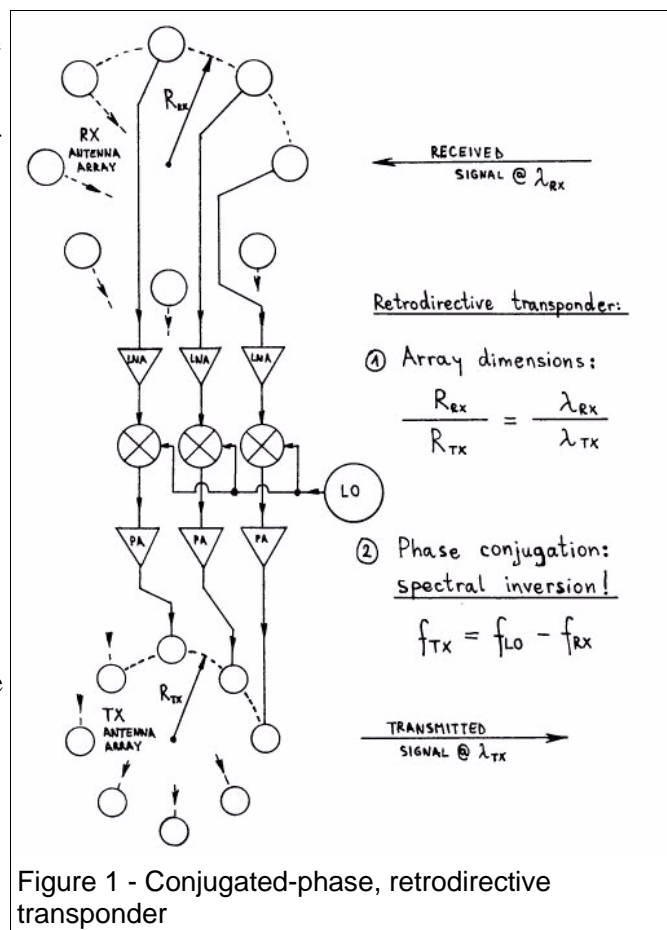 R_RX
RX
ANTENNA
ARRAY
RECEIVED
SIGNAL @ λ_RX
Retrodirective transponder:
① Array dimensions:
R_RX / R_TX = λ_RX / λ_TX
LNA LNA LNA
LO
PA PA PA
② Phase conjugation:
spectral inversion!
f_TX = f_LO - f_RX
R_TX
TX
ANTENNA
ARRAY
TRANSMITTED
SIGNAL @ λ_TX
Figure 1 - Conjugated-phase, retrodirective
transponder